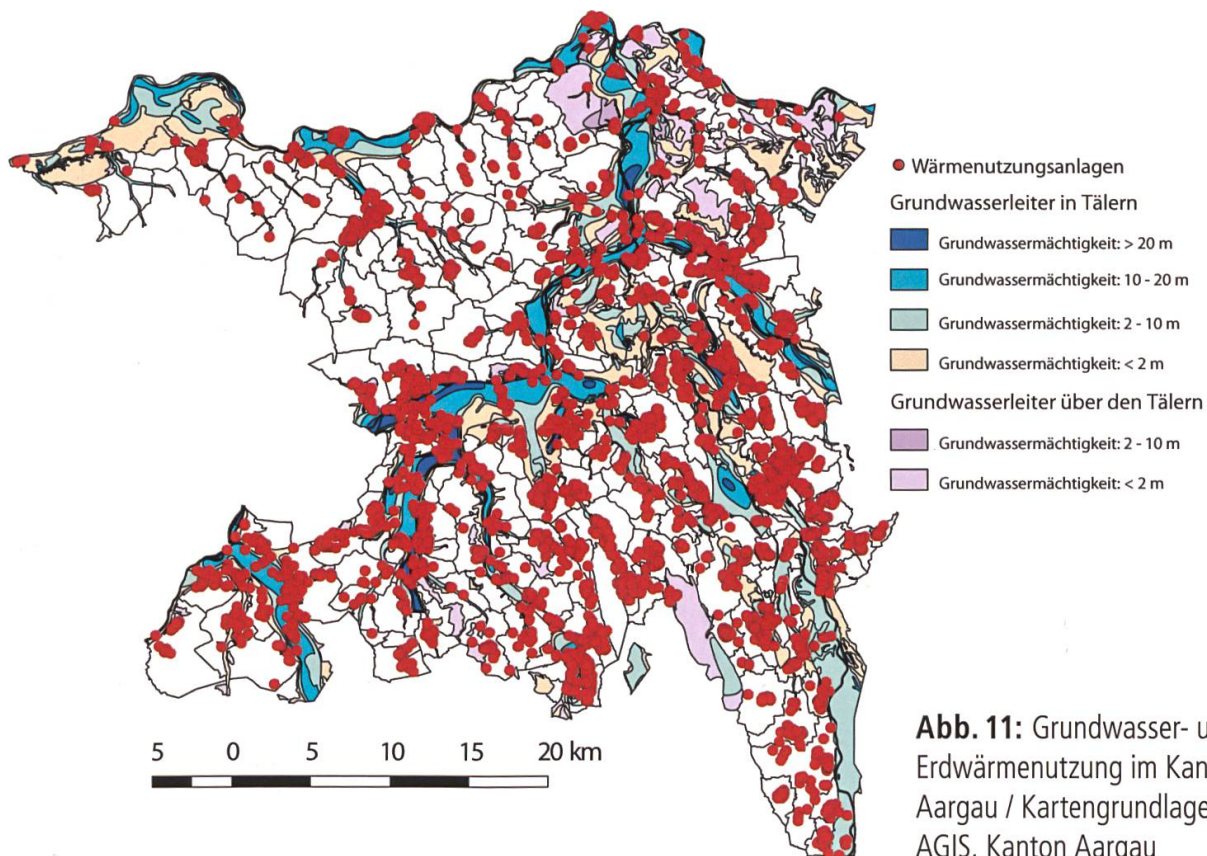 Wärmenutzungsanlagen
Grundwasserleiter in Tälern
Grundwassermächtigkeit: > 20 m
Grundwassermächtigkeit: 10 - 20 m
Grundwassermächtigkeit: 2 - 10 m
Grundwassermächtigkeit: < 2 m
Grundwasserleiter über den Tälern
Grundwassermächtigkeit: 2 - 10 m
Grundwassermächtigkeit: < 2 m
5 0 5 10 15 20 km
Abb. 11: Grundwasser- u
Erdwärmenutzung im Kan
Aargau / Kartengrundlage
AGIS, Kanton Aargau